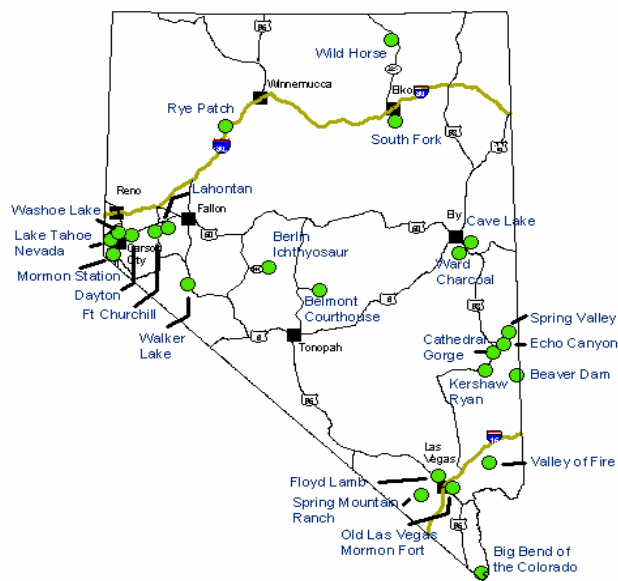 Wild Horse
Winnemucca
Elko
Rye Patch
South Fork
Reno
Lahontan
Washoe Lake
Fallon
Ely
Cave Lake
Lake Tahoe
Nevada
Carson
City
Berlin
Ichthyosaur
Ward
Charcoal
Mormon Station
Dayton
Ft Churchill
Belmont
Courthouse
Walker
Lake
Tonopah
Spring Valley
Cathedral
Gorge
Echo Canyon
Kershaw
Ryan
Beaver Dam
Las
Vegas
Valley of Fire
Floyd Lamb
Spring Mountain
Ranch
Old Las Vegas
Mormon Fort
Big Bend of
the Colorado